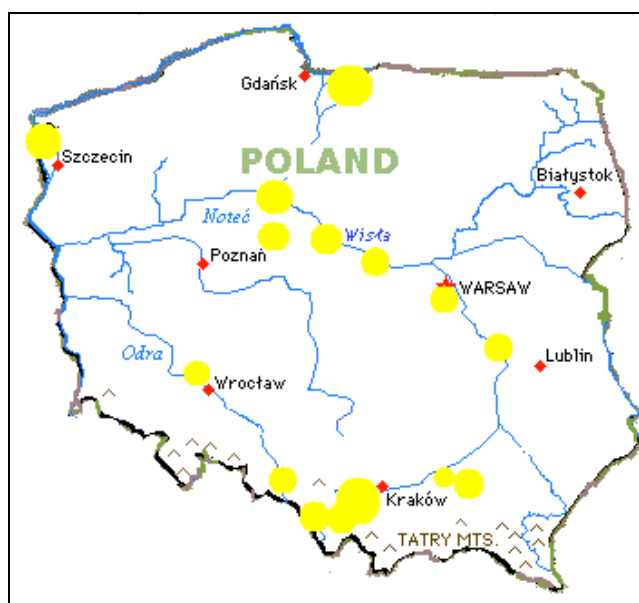 Gdańsk
Szczecin
POLAND
Białystok
Noteć
Wisła
Poznań
WARSAW
Odra
Lublin
Wrocław
Kraków
TATRY MTS.